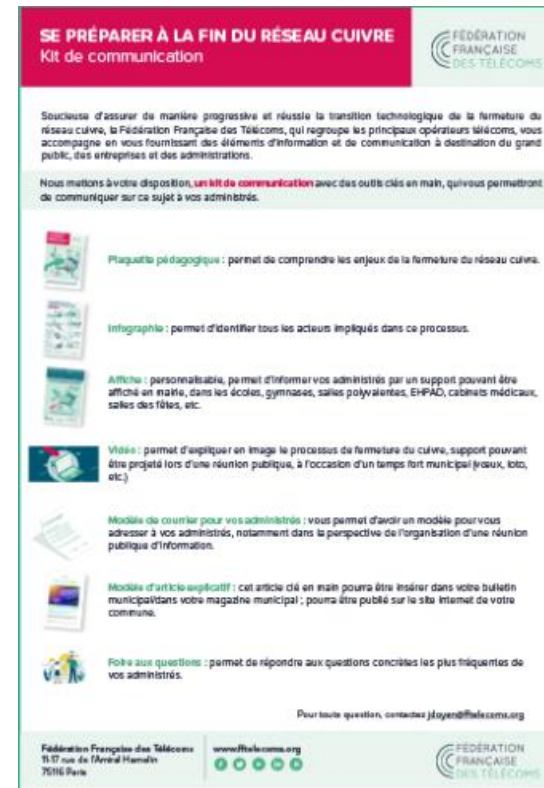 SE PRÉPARER À LA FIN DU RÉSEAU CUIVRE
Kit de communication
FÉDÉRATION
FRANÇAISE
DES TÉLÉCOMS
Soucieuse d'assurer de manière progressive et réussie la transition technologique de la fermeture du
réseau cuivre, la Fédération Française des Télécoms, qui regroupe les principaux opérateurs télécoms, vous
accompagne en vous fournissant des éléments d'information et de communication à destination du grand
public, des entreprises et des administrations.
Nous mettons à votre disposition, un kit de communication avec des outils clés en main, qui vous permettront
de communiquer sur ce sujet à vos administrés.
Plaquette pédagogique : permet de comprendre les enjeux de la fermeture du réseau cuivre.
Infographie : permet d'identifier tous les acteurs impliqués dans ce processus.
Affiche : personnalisable, permet d'informer vos administrés par un support pouvant être
affiché en mairie, dans les écoles, gymnases, salles polyvalentes, EHPAD, cabinets médicaux,
salles des fêtes, etc.
Vidéo : permet d'expliquer en image le processus de fermeture du cuivre, support pouvant
être projeté lors d'une réunion publique, à l'occasion d'un temps fort municipal (vœux, loto,
etc.)
Modèle de courrier pour vos administrés : vous permet d'avoir un modèle pour vous
adresser à vos administrés, notamment dans la perspective de l'organisation d'une réunion
publique d'information.
Modèle d'article explicatif : cet article clé en main pourra être insérer dans votre bulletin
municipal/dans votre magazine municipal ; pourra être publié sur le site internet de votre
commune.
Foire aux questions : permet de répondre aux questions concrètes les plus fréquentes de
vos administrés.
Pour toute question, contactez jdoyen@fftelecoms.org
Fédération Française des Télécoms
11-17 rue de l'Amiral Hamelin
75116 Paris
www.fftelecoms.org
FÉDÉRATION
FRANÇAISE
DES TÉLÉCOMS